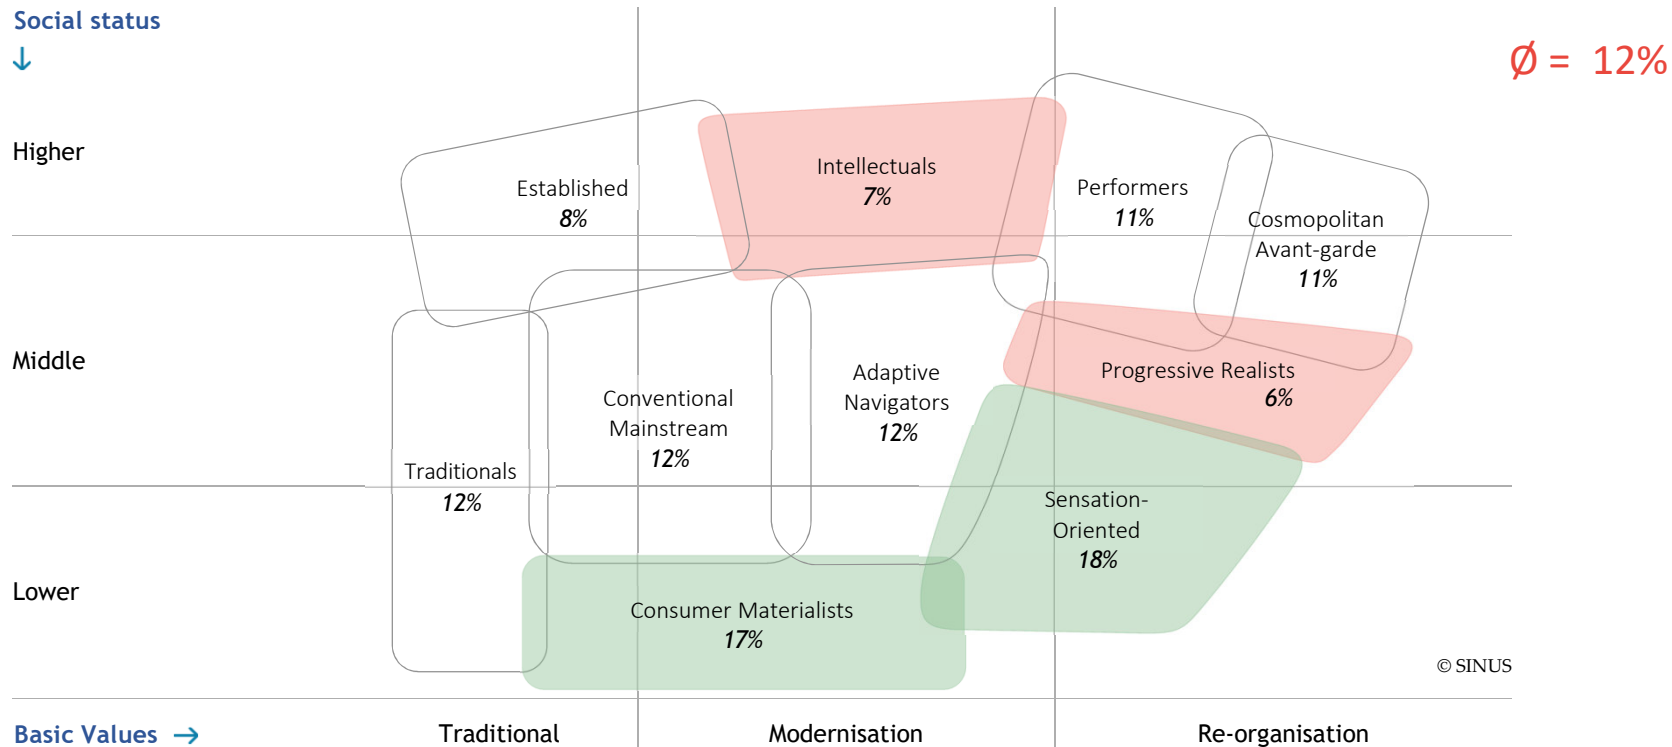 Social status
↓
Ø = 12%
Higher
Established
8%
Intellectuals
7%
Performers
11%
Cosmopolitan
Avant-garde
11%
Middle
Conventional
Mainstream
12%
Adaptive
Navigators
12%
Progressive Realists
6%
Traditionals
12%
Sensation-
Oriented
18%
Lower
Consumer Materialists
17%
© SINUS
Basic Values →
Traditional
Modernisation
Re-organisation